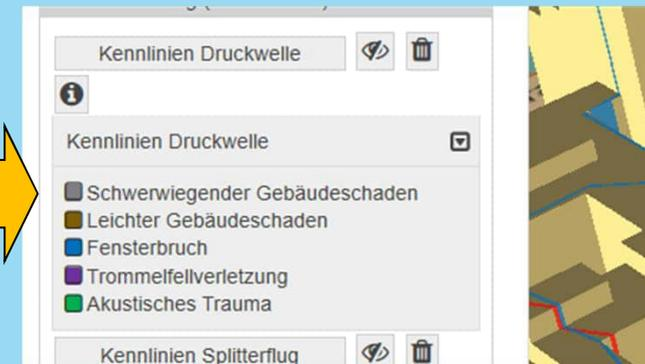 Kennlinien Druckwelle
Kennlinien Druckwelle
Schwerwiegender Gebäudeschaden
Leichter Gebäudeschaden
Fensterbruch
Trommelfellverletzung
Akustisches Trauma
Kennlinien Splitterflug